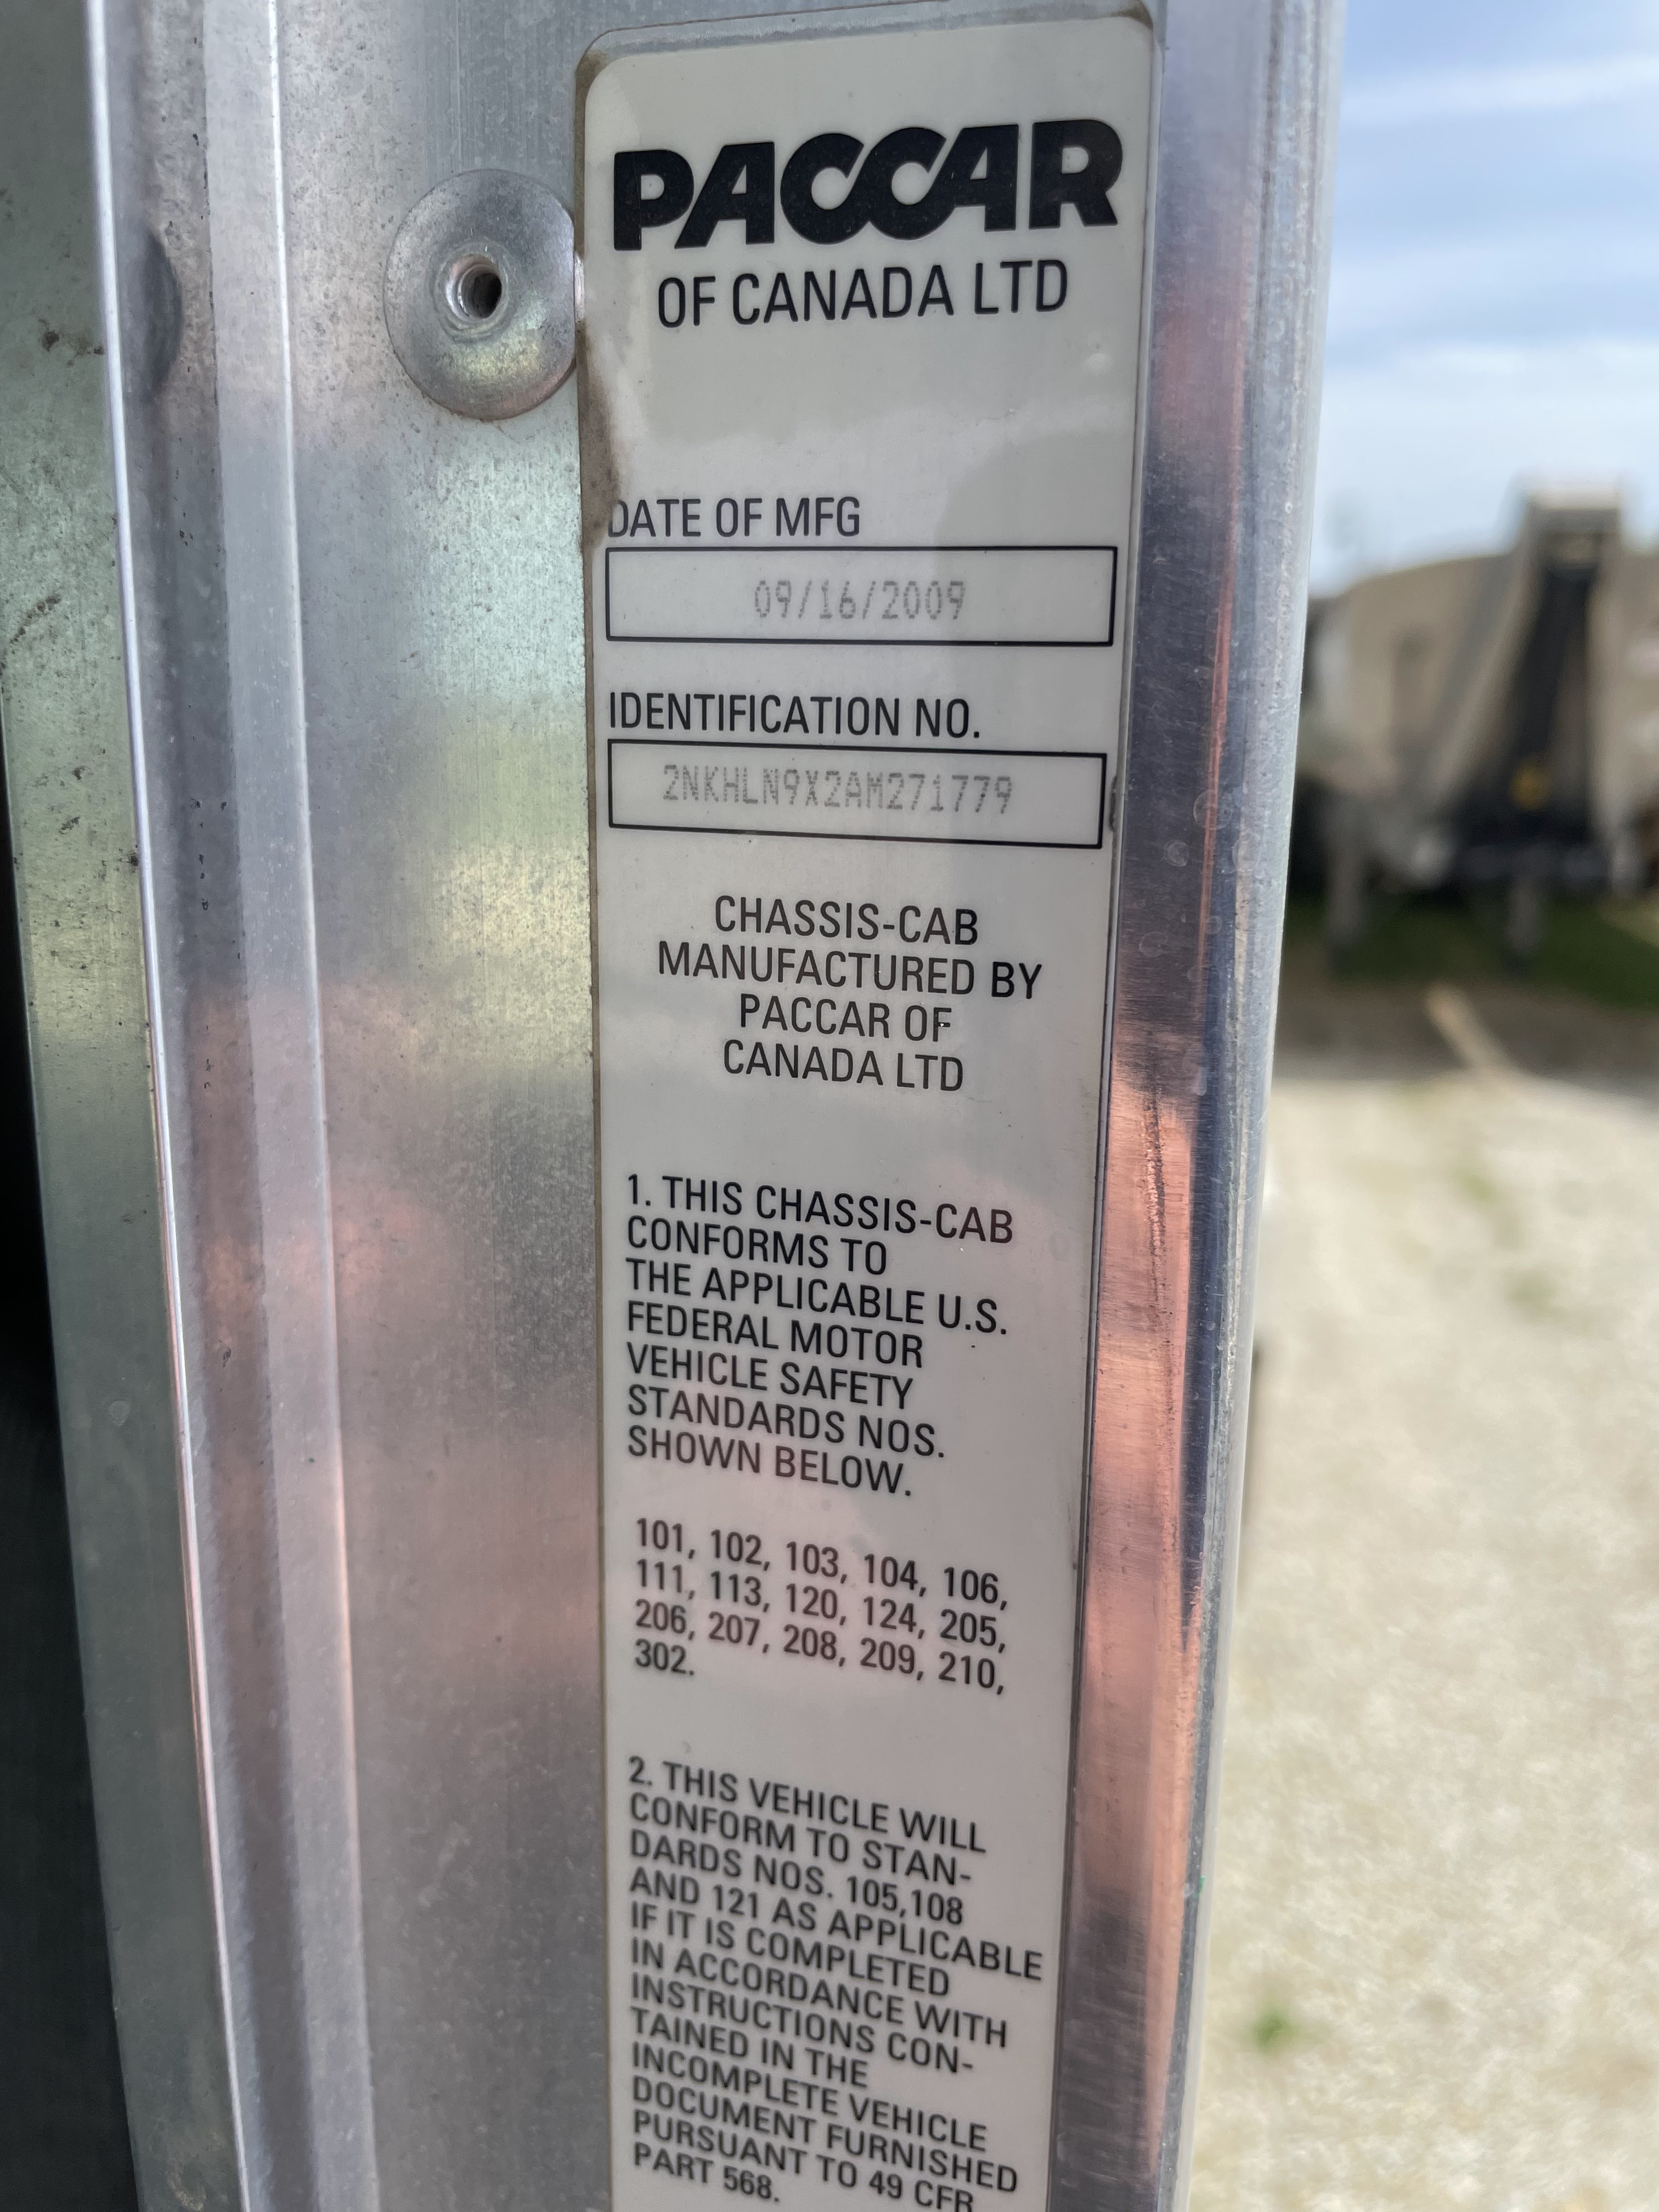 PACCAR
OF CANADA LTD
DATE OF MFG
09/16/2009
IDENTIFICATION NO.
2NKHLN9X2AM271779
CHASSIS-CAB
MANUFACTURED BY
PACCAR OF
CANADA LTD
1. THIS CHASSIS-CAB
CONFORMS TO
THE APPLICABLE U.S.
FEDERAL MOTOR
VEHICLE SAFETY
STANDARDS NOS.
SHOWN BELOW.
101, 102, 103, 104, 106,
111, 113, 120, 124, 205,
206, 207, 208, 209, 210,
302.
2. THIS VEHICLE WILL
CONFORM TO STAN-
DARDS NOS. 105,108
AND 121 AS APPLICABLE
IF IT IS COMPLETED
IN ACCORDANCE WITH
INSTRUCTIONS CON-
TAINED IN THE
INCOMPLETE VEHICLE
DOCUMENT FURNISHED
PURSUANT TO 49 CFR
PART 568.